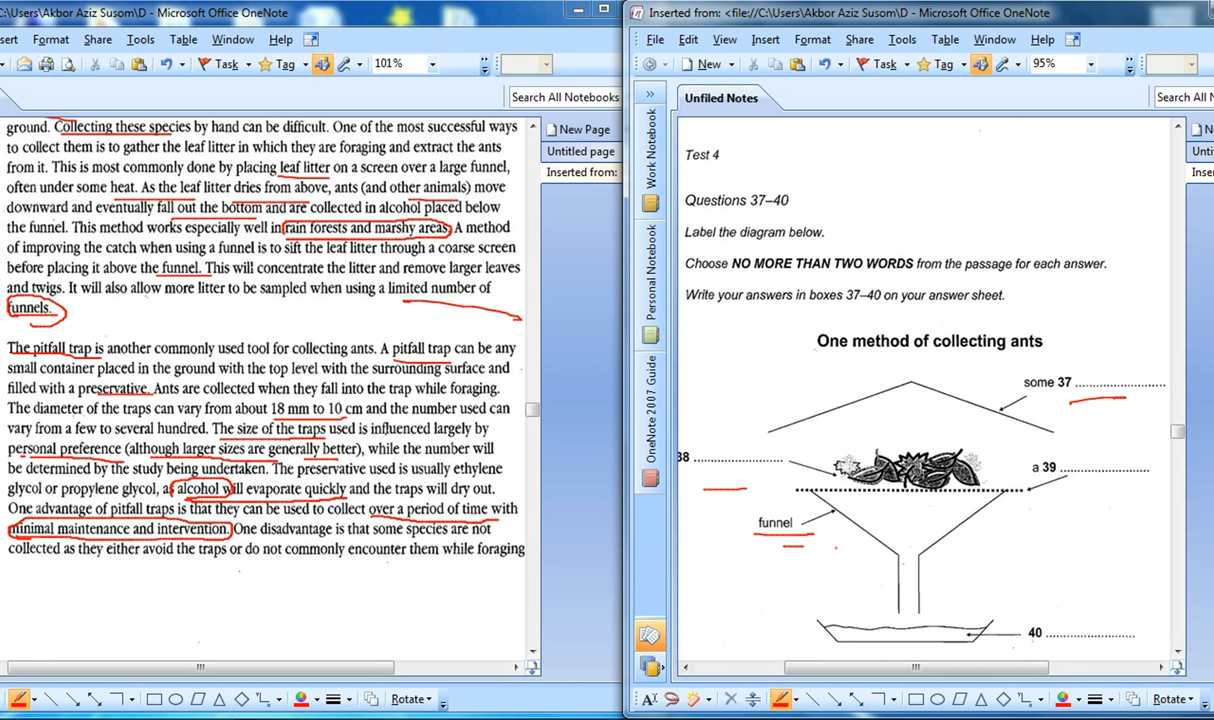 C:\Users\Akbor Aziz Susom\D - Microsoft Office OneNote
Format Share Tools Table Window Help
Task Tag 101%
Search All Notebooks
New Page
Untitled page
Inserted from:
ground. Collecting these species by hand can be difficult. One of the most successful ways
to collect them is to gather the leaf litter in which they are foraging and extract the ants
from it. This is most commonly done by placing leaf litter on a screen over a large funnel,
often under some heat. As the leaf litter dries from above, ants (and other animals) move
downward and eventually fall out the bottom and are collected in alcohol placed below
the funnel. This method works especially well in rain forests and marshy areas. A method
of improving the catch when using a funnel is to sift the leaf litter through a coarse screen
before placing it above the funnel. This will concentrate the litter and remove larger leaves
and twigs. It will also allow more litter to be sampled when using a limited number of
funnels.
The pitfall trap is another commonly used tool for collecting ants. A pitfall trap can be any
small container placed in the ground with the top level with the surrounding surface and
filled with a preservative. Ants are collected when they fall into the trap while foraging.
The diameter of the traps can vary from about 18 mm to 10 cm and the number used can
vary from a few to several hundred. The size of the traps used is influenced largely by
personal preference (although larger sizes are generally better), while the number will
be determined by the study being undertaken. The preservative used is usually ethylene
glycol or propylene glycol, as alcohol will evaporate quickly and the traps will dry out.
One advantage of pitfall traps is that they can be used to collect over a period of time with
minimal maintenance and intervention. One disadvantage is that some species are not
collected as they either avoid the traps or do not commonly encounter them while foraging
Rotate
Inserted from: <file://C:\Users\Akbor Aziz Susom\D - Microsoft Office OneNote
File Edit View Insert Format Share Tools Table Window Help
New Task Tag 95%
Unfiled Notes
Search All
Work Notebook
Personal Notebook
OneNote 2007 Guide
Test 4
Questions 37–40
Label the diagram below.
Choose NO MORE THAN TWO WORDS from the passage for each answer.
Write your answers in boxes 37–40 on your answer sheet.
One method of collecting ants
some 37 ........................
38 ........................
a 39 ........................
funnel
40 ........................
Rotate